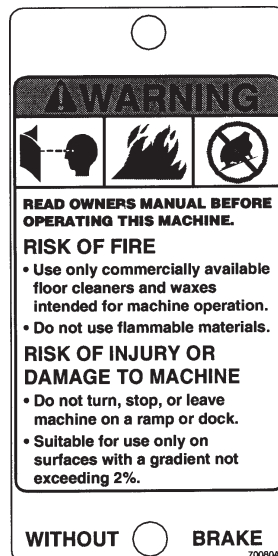 WARNING
READ OWNERS MANUAL BEFORE
OPERATING THIS MACHINE.
RISK OF FIRE
• Use only commercially available
floor cleaners and waxes
intended for machine operation.
• Do not use flammable materials.
RISK OF INJURY OR
DAMAGE TO MACHINE
• Do not turn, stop, or leave
machine on a ramp or dock.
• Suitable for use only on
surfaces with a gradient not
exceeding 2%.
WITHOUT BRAKE